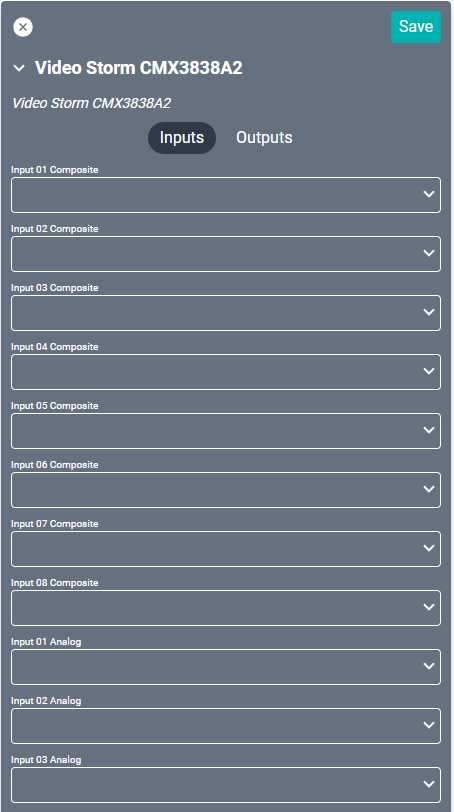 Save
Video Storm CMX3838A2
Video Storm CMX3838A2
Inputs Outputs
Input 01 Composite
Input 02 Composite
Input 03 Composite
Input 04 Composite
Input 05 Composite
Input 06 Composite
Input 07 Composite
Input 08 Composite
Input 01 Analog
Input 02 Analog
Input 03 Analog